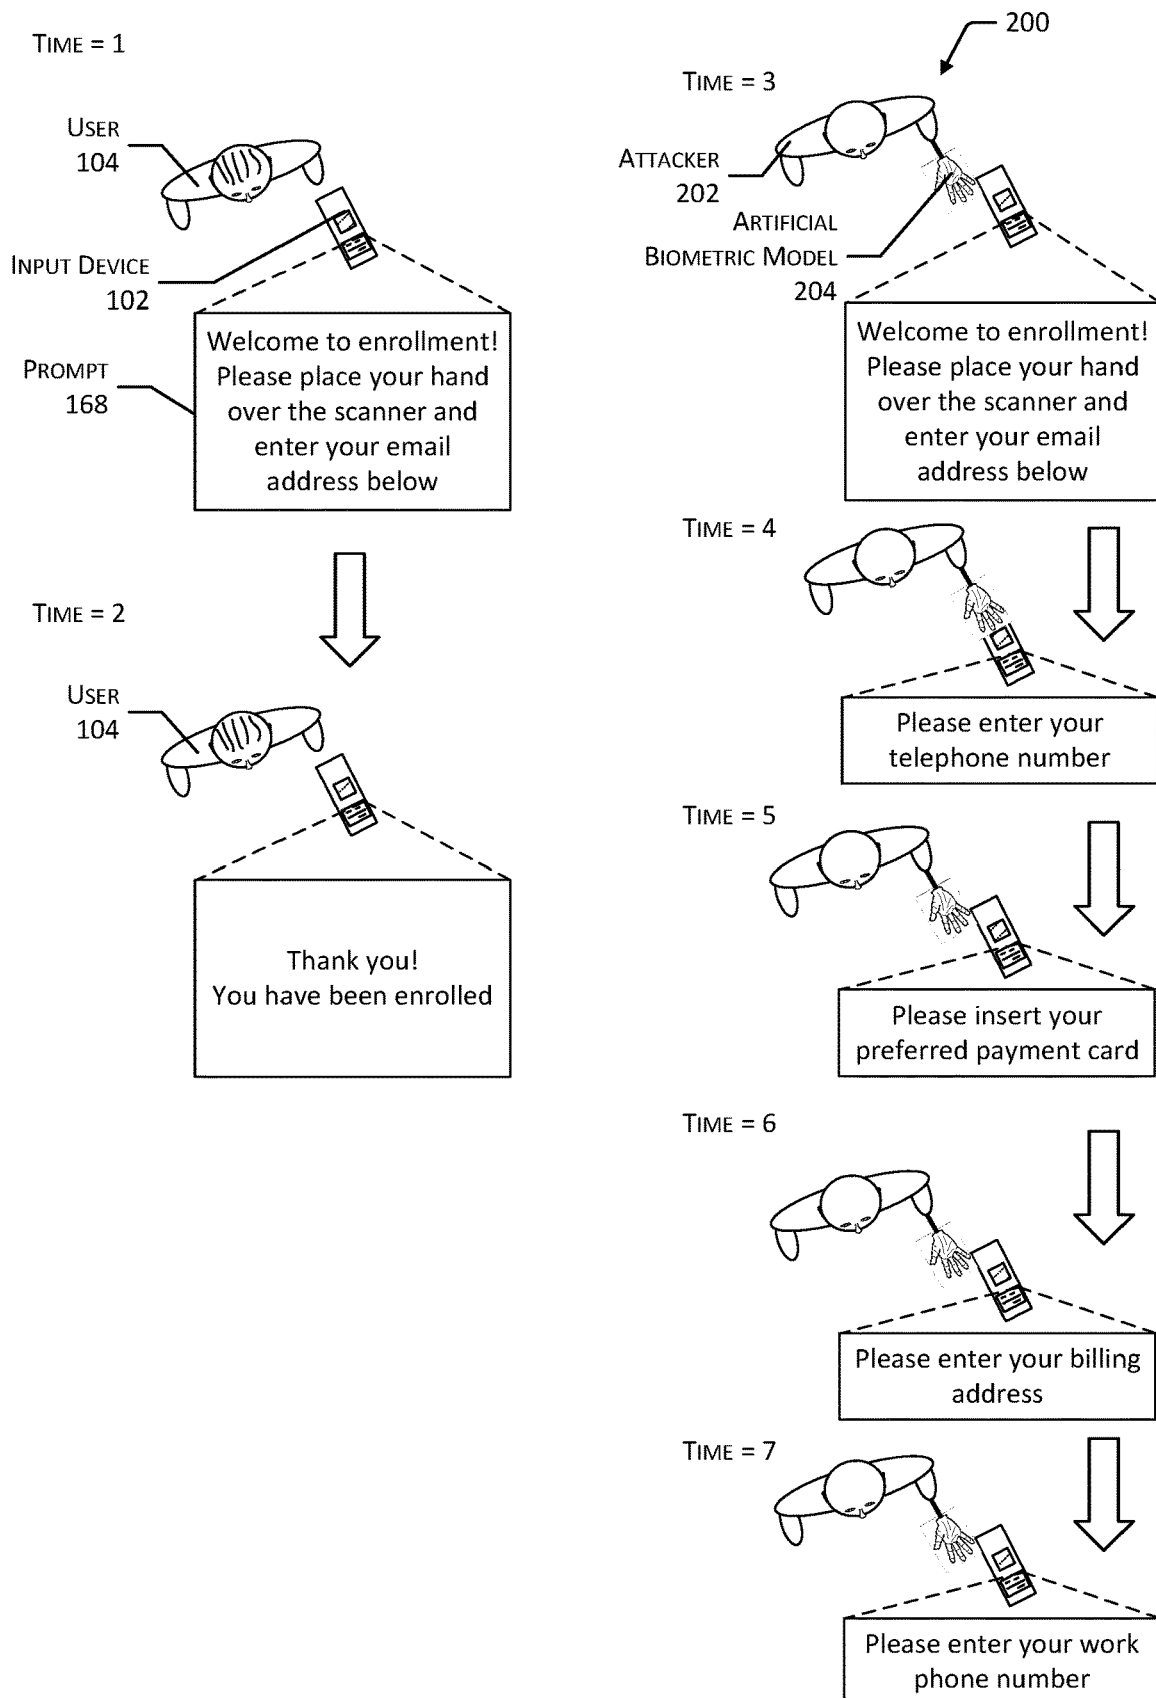 TIME = 1
USER
104
INPUT DEVICE
102
PROMPT
168
Welcome to enrollment!
Please place your hand
over the scanner and
enter your email
address below
TIME = 2
USER
104
Thank you!
You have been enrolled
200
TIME = 3
ATTACKER
202
ARTIFICIAL
BIOMETRIC MODEL
204
Welcome to enrollment!
Please place your hand
over the scanner and
enter your email
address below
TIME = 4
Please enter your
telephone number
TIME = 5
Please insert your
preferred payment card
TIME = 6
Please enter your billing
address
TIME = 7
Please enter your work
phone number